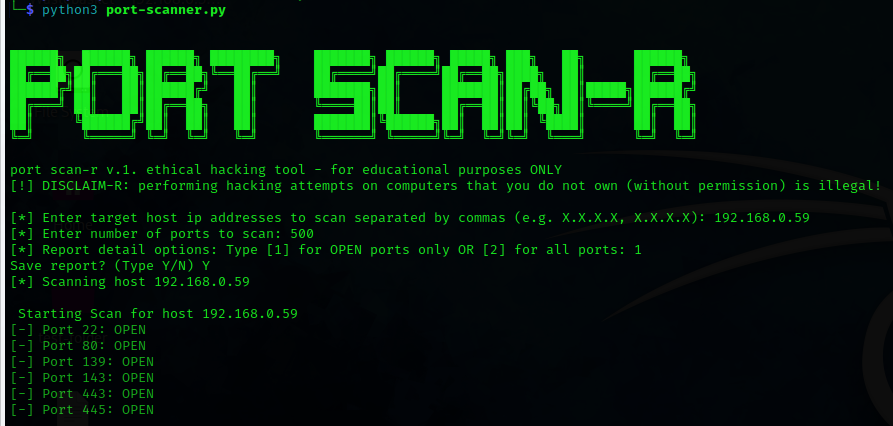 └─$ python3 port-scanner.py
PORT SCAN-R
port scan-r v.1. ethical hacking tool - for educational purposes ONLY
[!] DISCLAIM-R: performing hacking attempts on computers that you do not own (without permission) is illegal!
[*] Enter target host ip addresses to scan separated by commas (e.g. X.X.X.X, X.X.X.X): 192.168.0.59
[*] Enter number of ports to scan: 500
[*] Report detail options: Type [1] for OPEN ports only OR [2] for all ports: 1
Save report? (Type Y/N) Y
[*] Scanning host 192.168.0.59
Starting Scan for host 192.168.0.59
[-] Port 22: OPEN
[-] Port 80: OPEN
[-] Port 139: OPEN
[-] Port 143: OPEN
[-] Port 443: OPEN
[-] Port 445: OPEN